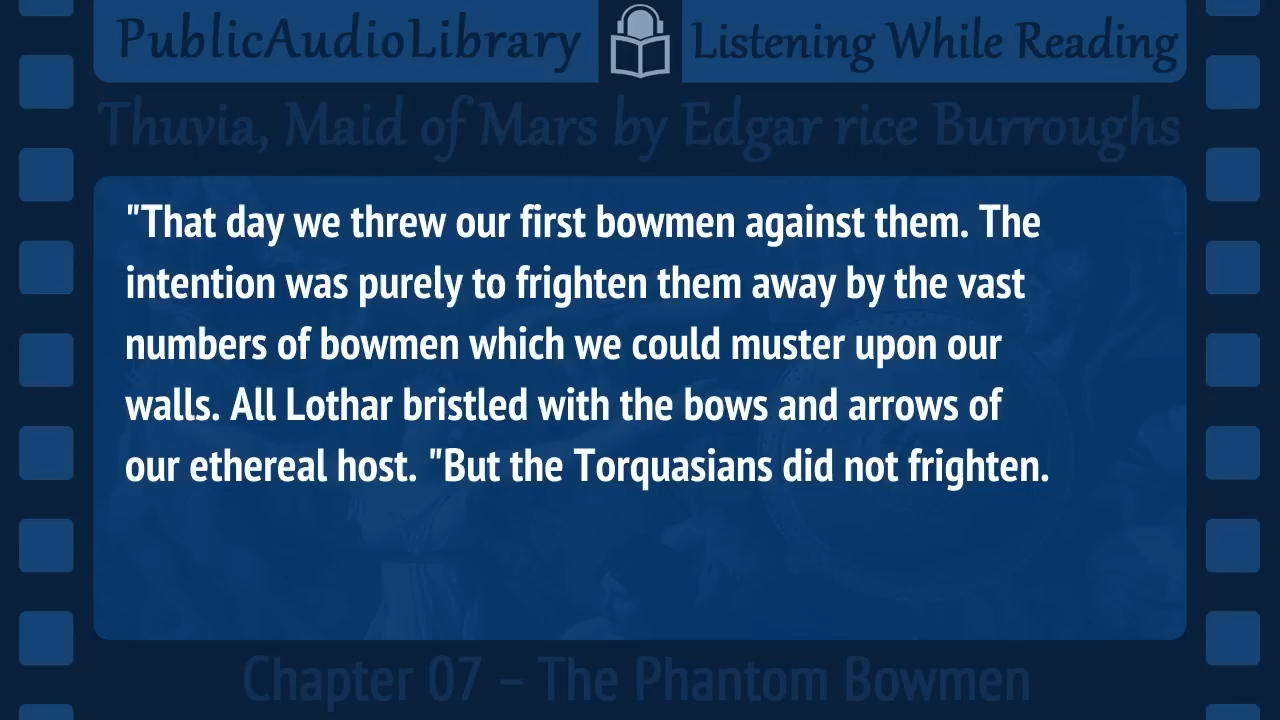 PublicAudioLibrary Listening While Reading
Thuvia, Maid of Mars by Edgar rice Burroughs
"That day we threw our first bowmen against them. The
intention was purely to frighten them away by the vast
numbers of bowmen which we could muster upon our
walls. All Lothar bristled with the bows and arrows of
our ethereal host. "But the Torquasians did not frighten.
Chapter 07 – The Phantom Bowmen